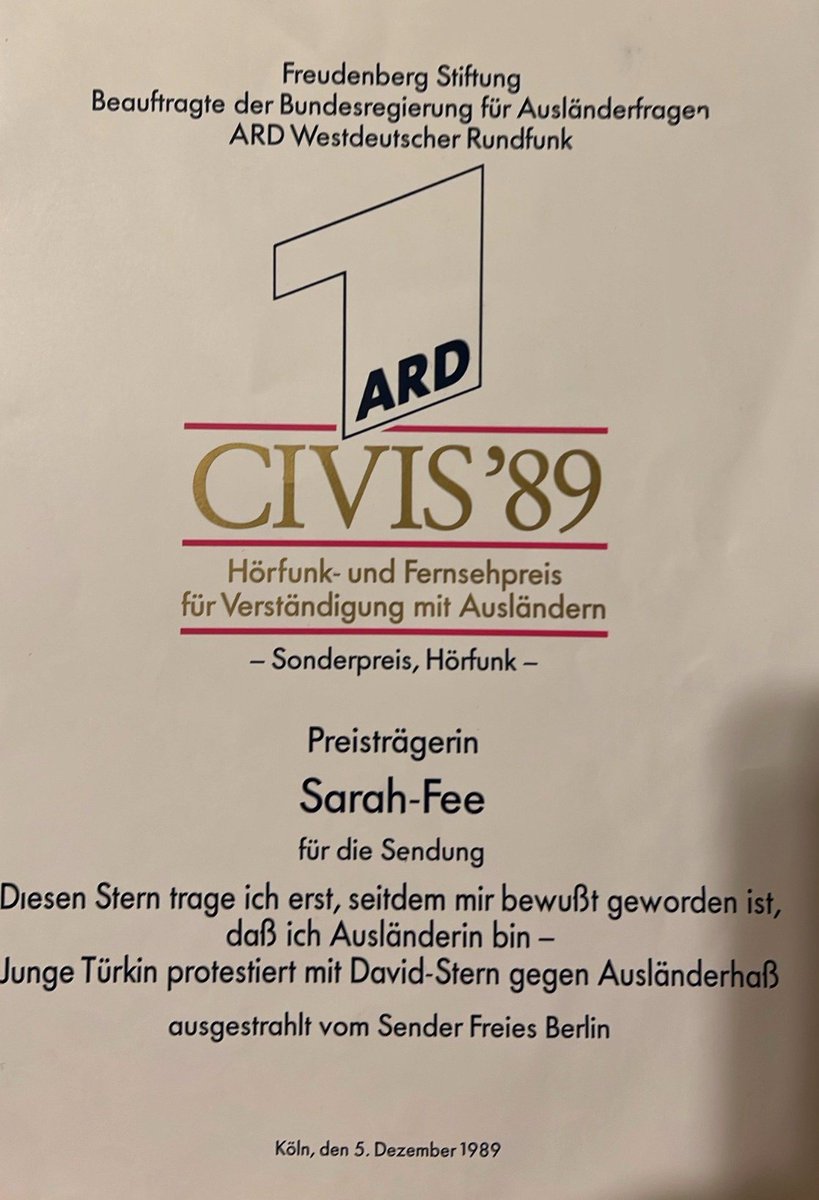 Freudenberg Stiftung
Beauftragte der Bundesregierung für Ausländerfragen
ARD Westdeutscher Rundfunk
1
ARD
CIVIS '89
Hörfunk- und Fernsehpreis
für Verständigung mit Ausländern
– Sonderpreis, Hörfunk –
Preisträgerin
Sarah-Fee
für die Sendung
Diesen Stern trage ich erst, seitdem mir bewußt geworden ist,
daß ich Ausländerin bin –
Junge Türkin protestiert mit David-Stern gegen Ausländerhaß
ausgestrahlt vom Sender Freies Berlin
Köln, den 5. Dezember 1989